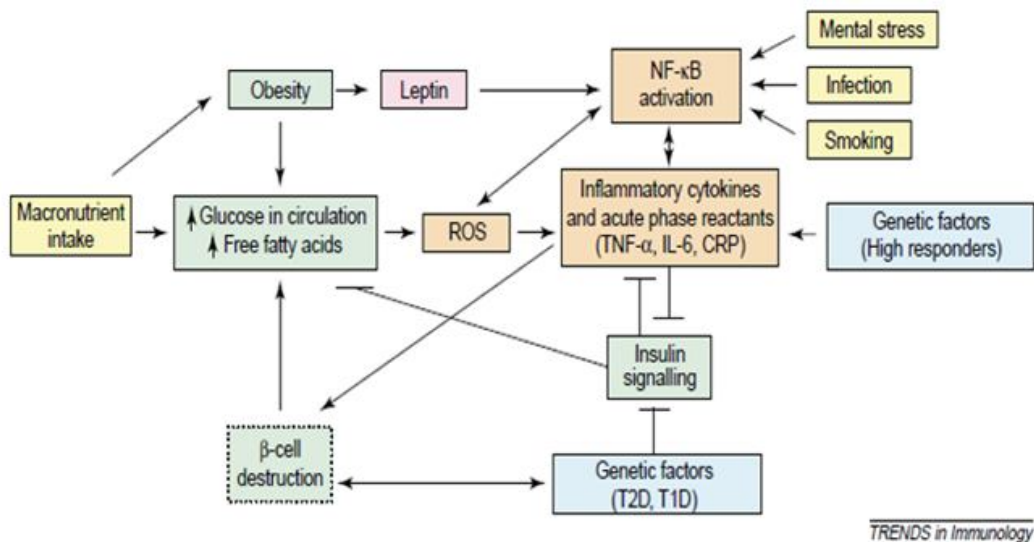 Mental stress
NF-κB
activation
Infection
Obesity
Leptin
Smoking
Macronutrient
intake
Glucose in circulation
Free fatty acids
ROS
Inflammatory cytokines
and acute phase reactants
(TNF-α, IL-6, CRP)
Genetic factors
(High responders)
Insulin
signalling
β-cell
destruction
Genetic factors
(T2D, T1D)
TRENDS in Immunology